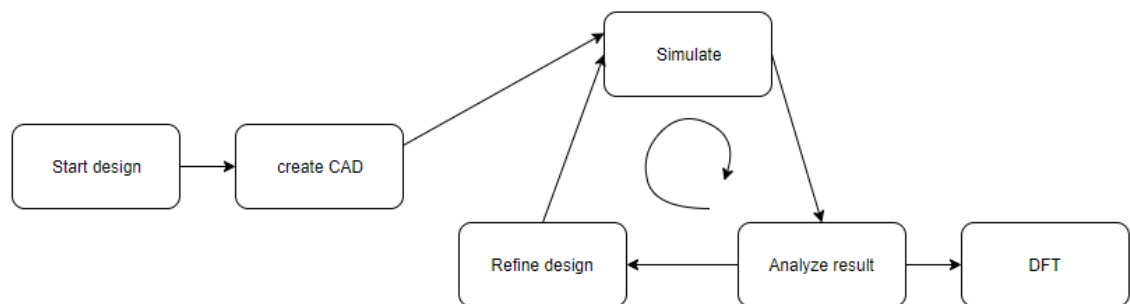 Simulate
Start design
create CAD
Refine design
Analyze result
DFT